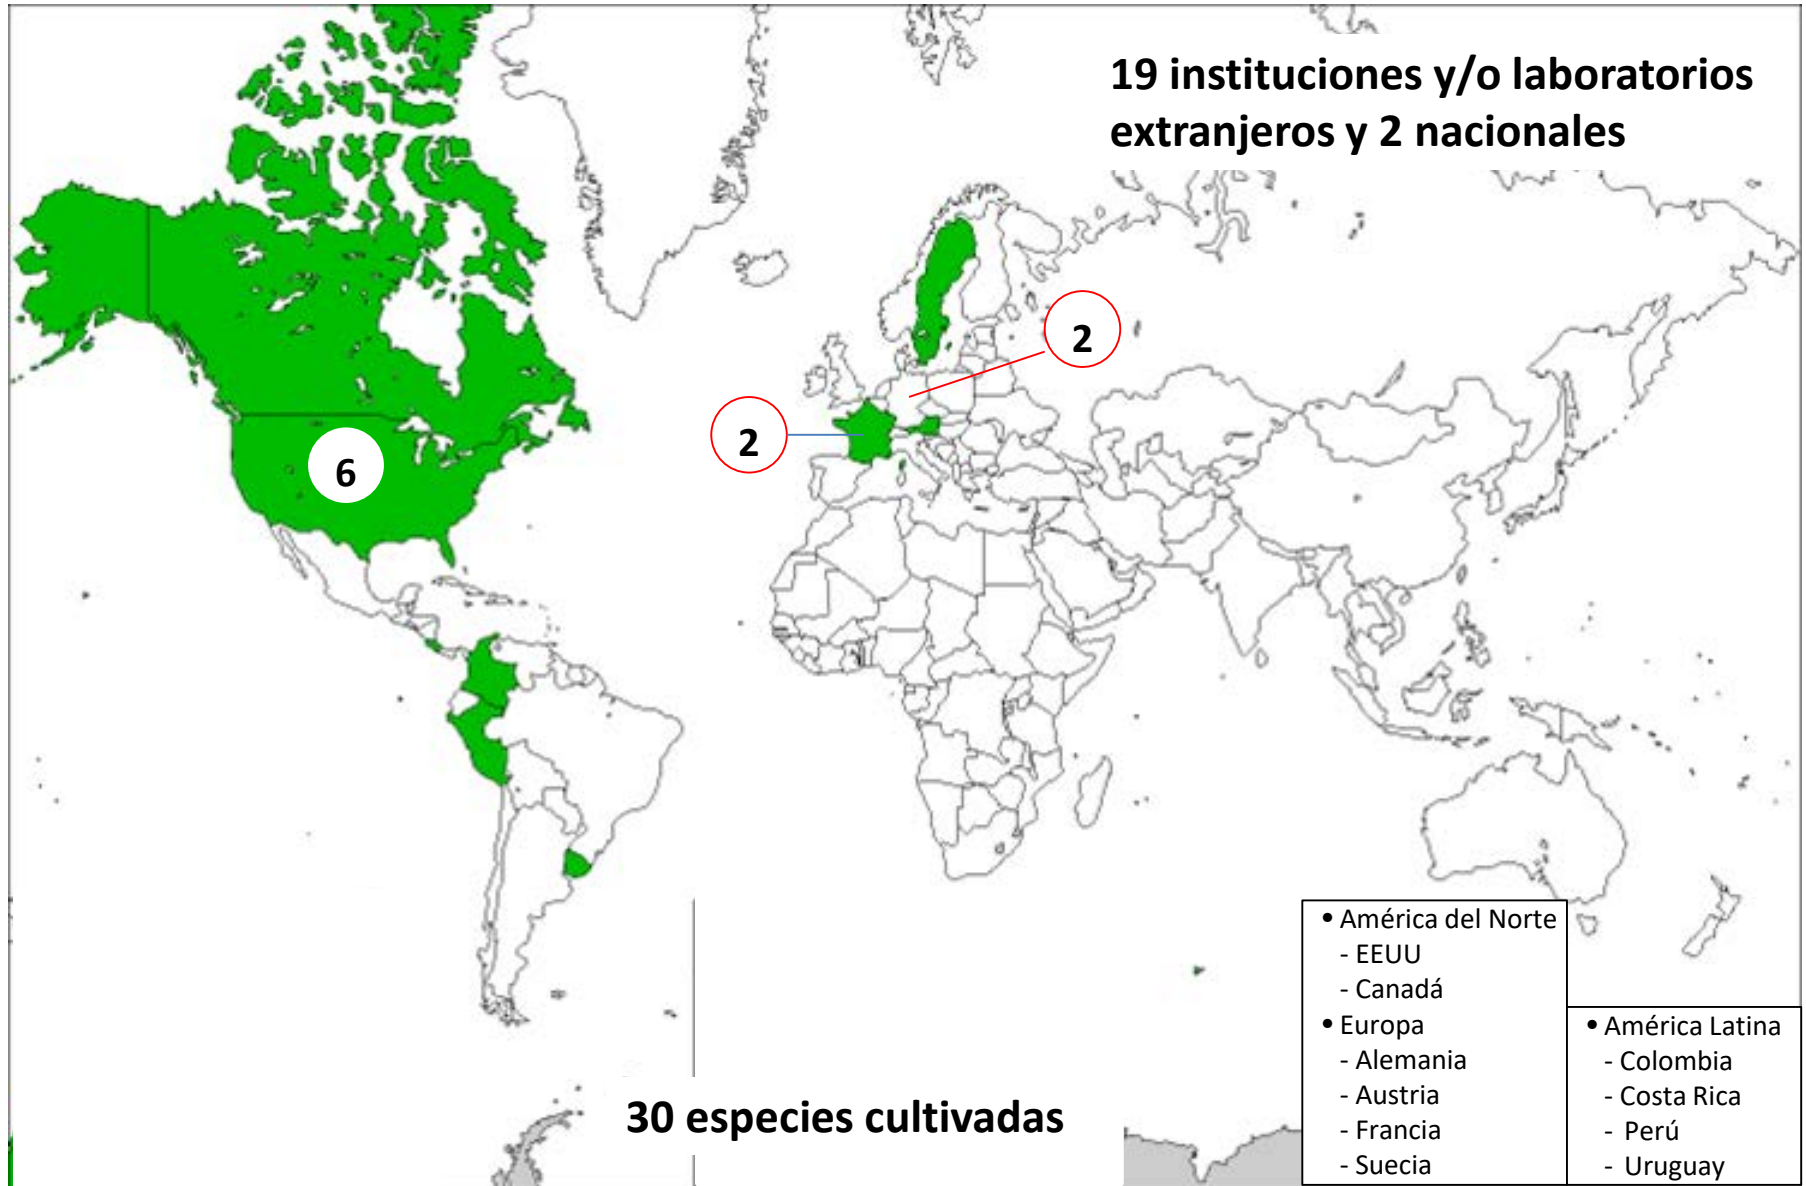 19 instituciones y/o laboratorios
extranjeros y 2 nacionales
2
2
6
30 especies cultivadas
• América del Norte
- EEUU
- Canadá
• Europa
- Alemania
- Austria
- Francia
- Suecia
• América Latina
- Colombia
- Costa Rica
- Perú
- Uruguay